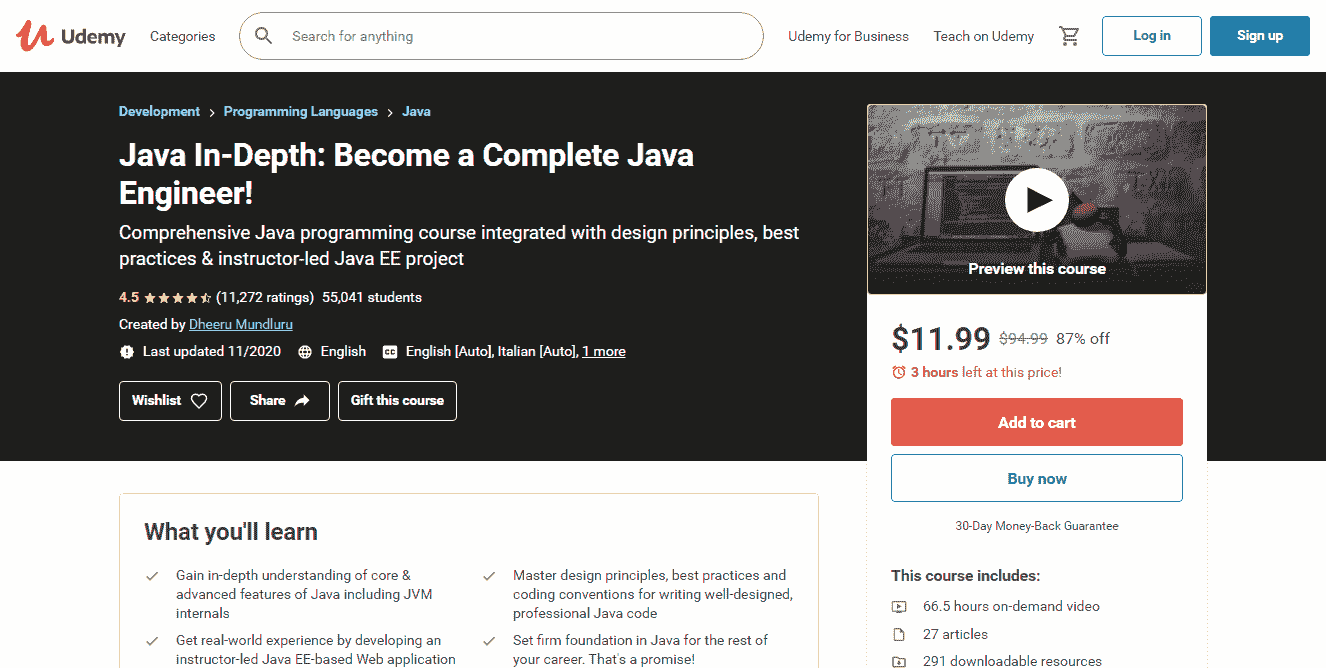 Udemy
Categories
Search for anything
Udemy for Business
Teach on Udemy
Log in
Sign up
Development > Programming Languages > Java
Java In-Depth: Become a Complete Java
Engineer!
Comprehensive Java programming course integrated with design principles, best
practices & instructor-led Java EE project
4.5 (11,272 ratings) 55,041 students
Created by Dheeru Mundluru
Last updated 11/2020 English CC English [Auto], Italian [Auto], 1 more
Wishlist
Share
Gift this course
Preview this course
$11.99 $94.99 87% off
3 hours left at this price!
Add to cart
Buy now
30-Day Money-Back Guarantee
This course includes:
66.5 hours on-demand video
27 articles
291 downloadable resources
What you'll learn
Gain in-depth understanding of core &
advanced features of Java including JVM
internals
Master design principles, best practices and
coding conventions for writing well-designed,
professional Java code
Get real-world experience by developing an
instructor-led Java EE-based Web application
Set firm foundation in Java for the rest of
your career. That's a promise!